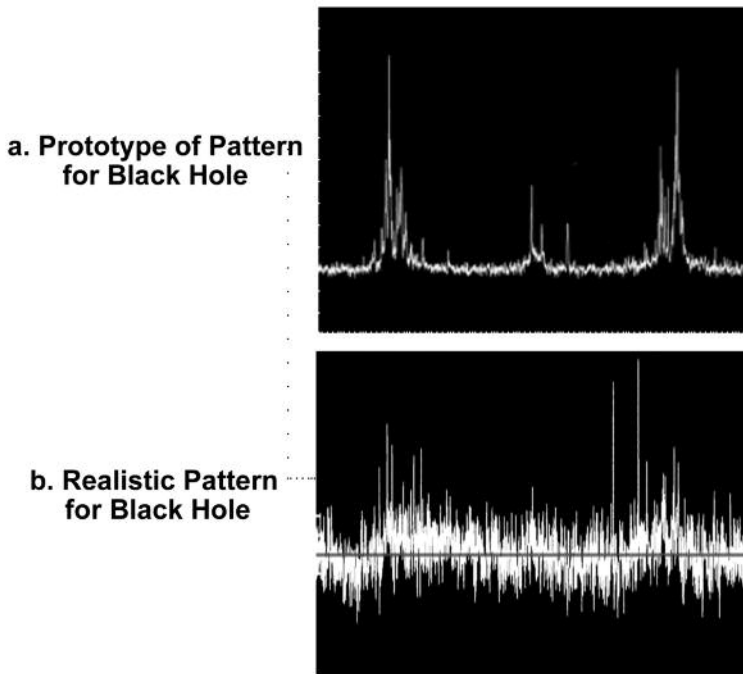 a. Prototype of Pattern
for Black Hole
b. Realistic Pattern
for Black Hole